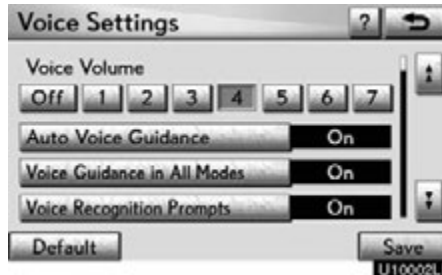 Voice Settings ?
Voice Volume
Off 1 2 3 4 5 6 7
Auto Voice Guidance On
Voice Guidance in All Modes On
Voice Recognition Prompts On
Default Save
U10002L